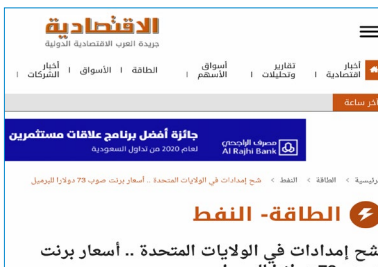 الاقتصادية
جريدة العرب الاقتصادية الدولية
أخبار اقتصادية | تقارير وتحليلات | أسواق الأسهم | الطاقة | الأسواق | أخبار الشركات |
آخر ساعة
جائزة أفضل برنامج علاقات مستثمرين
لعام 2020 من تداول السعودية
مصرف الراجحي
Al Rajhi Bank
رئيسية > الطاقة > النفط > شح إمدادات في الولايات المتحدة .. أسعار برنت صوب 73 دولارا للبرميل
الطاقة- النفط
شح إمدادات في الولايات المتحدة .. أسعار برنت